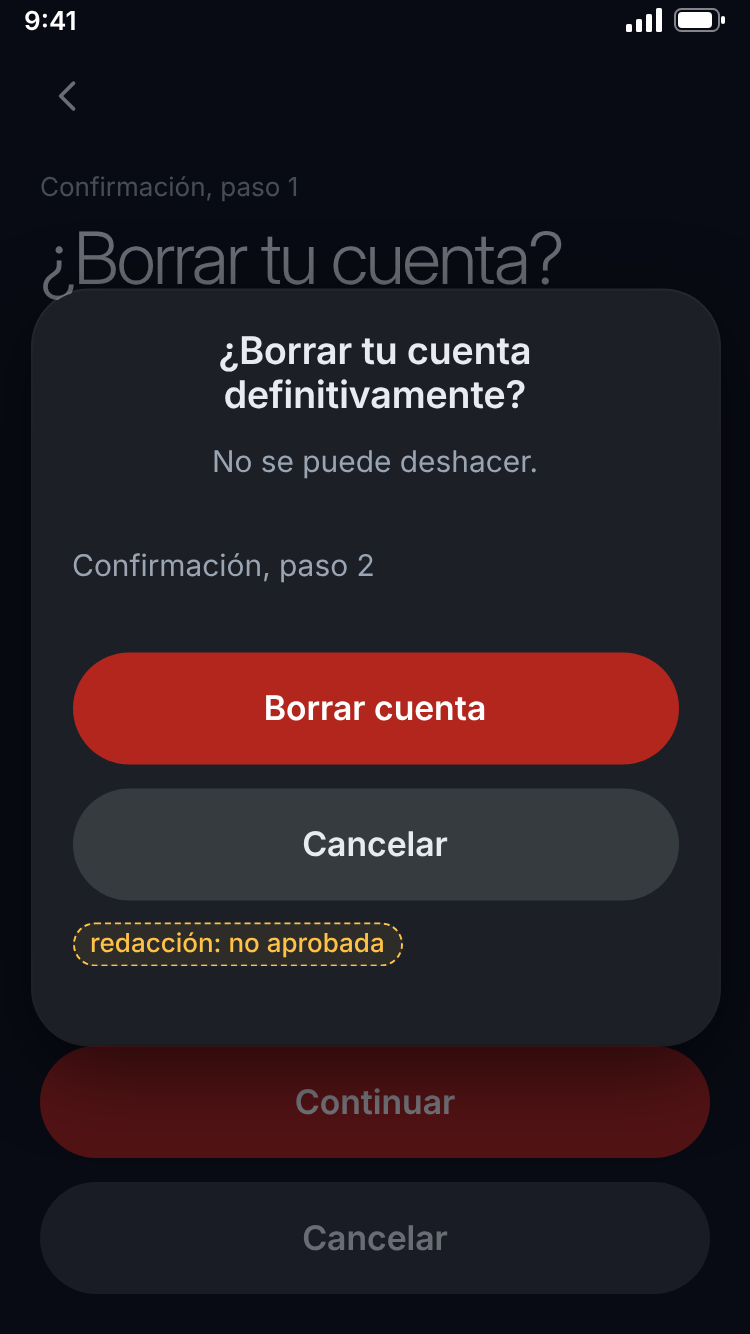 9:41
Confirmación, paso 1
¿Borrar tu cuenta?
¿Borrar tu cuenta
definitivamente?
No se puede deshacer.
Confirmación, paso 2
Borrar cuenta
Cancelar
redacción: no aprobada
Continuar
Cancelar